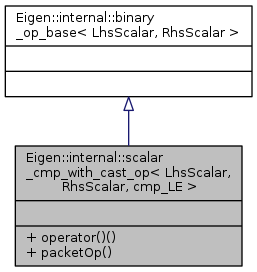 Eigen::internal::binary
_op_base< LhsScalar, RhsScalar >
Eigen::internal::scalar
_cmp_with_cast_op< LhsScalar,
RhsScalar, cmp_LE >
+ operator()()
+ packetOp()